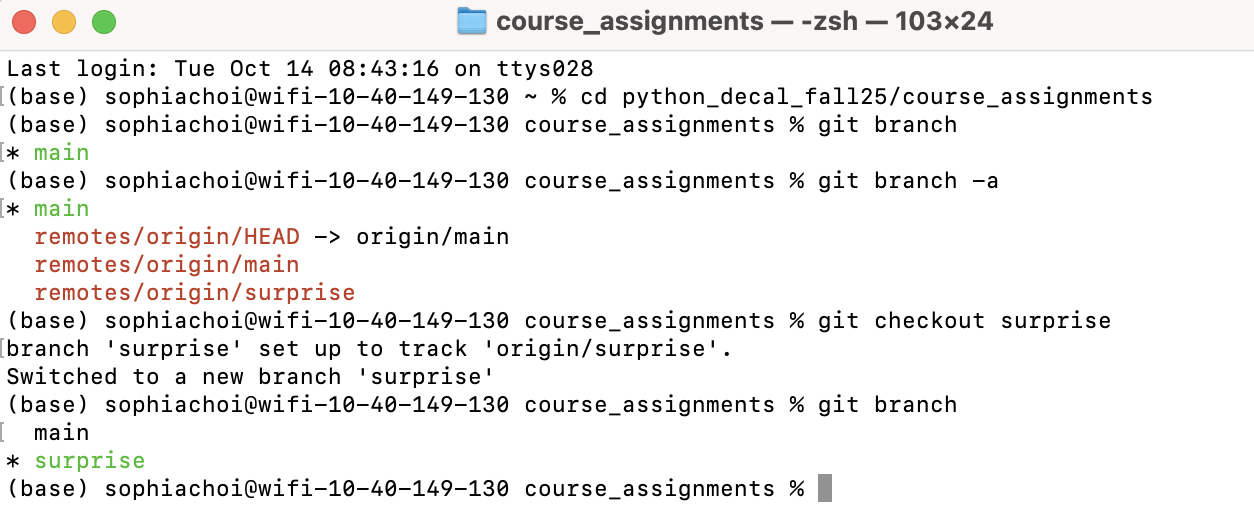 course_assignments — -zsh — 103×24
Last login: Tue Oct 14 08:43:16 on ttys028
(base) sophiachoi@wifi-10-40-149-130 ~ % cd python_decal_fall25/course_assignments
(base) sophiachoi@wifi-10-40-149-130 course_assignments % git branch
* main
(base) sophiachoi@wifi-10-40-149-130 course_assignments % git branch -a
* main
  remotes/origin/HEAD -> origin/main
  remotes/origin/main
  remotes/origin/surprise
(base) sophiachoi@wifi-10-40-149-130 course_assignments % git checkout surprise
branch 'surprise' set up to track 'origin/surprise'.
Switched to a new branch 'surprise'
(base) sophiachoi@wifi-10-40-149-130 course_assignments % git branch
  main
* surprise
(base) sophiachoi@wifi-10-40-149-130 course_assignments %